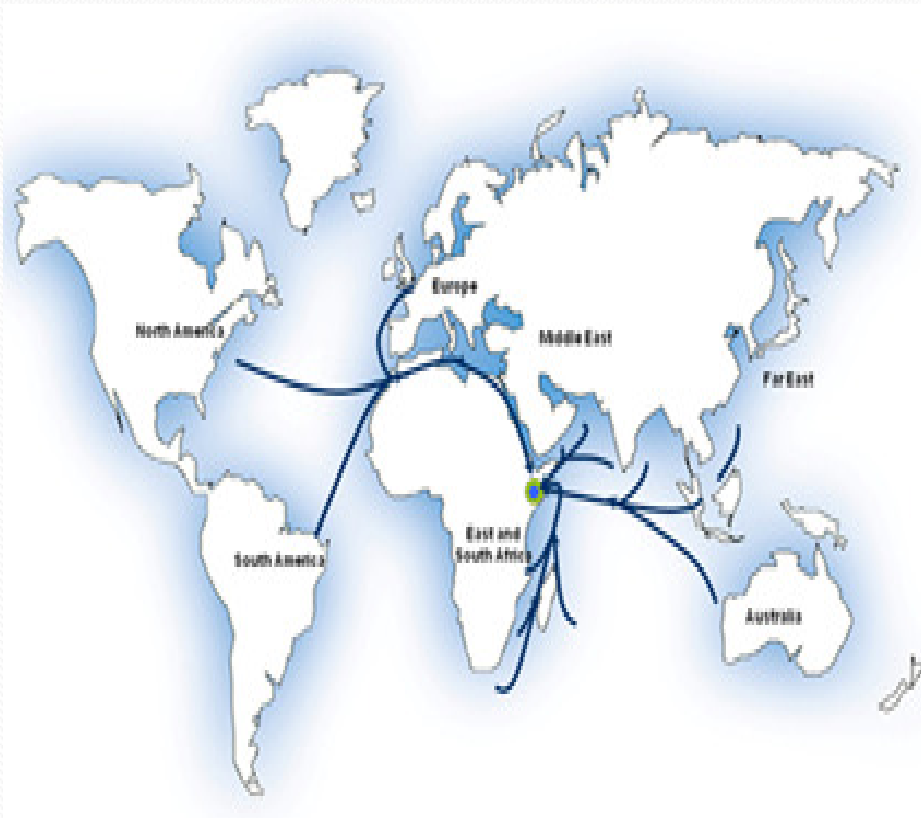 Europe
North America
Middle East
Far East
East and
South Africa
South America
Australia